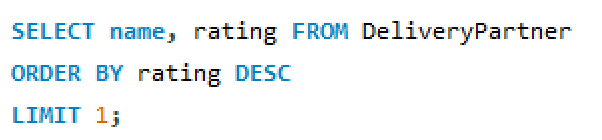 SELECT name, rating FROM DeliveryPartner
ORDER BY rating DESC
LIMIT 1;